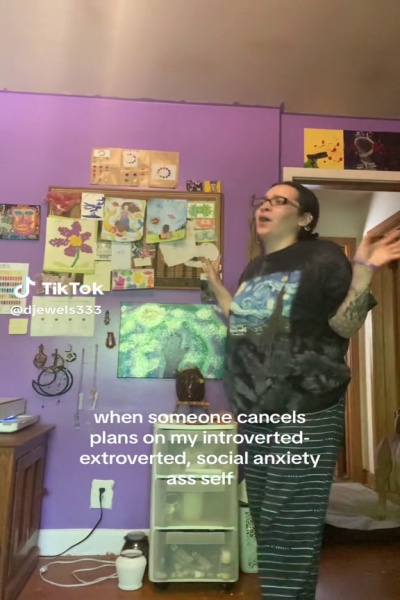 TikTok
@djewels333
when someone cancels
plans on my introverted-
extroverted, social anxiety
ass self